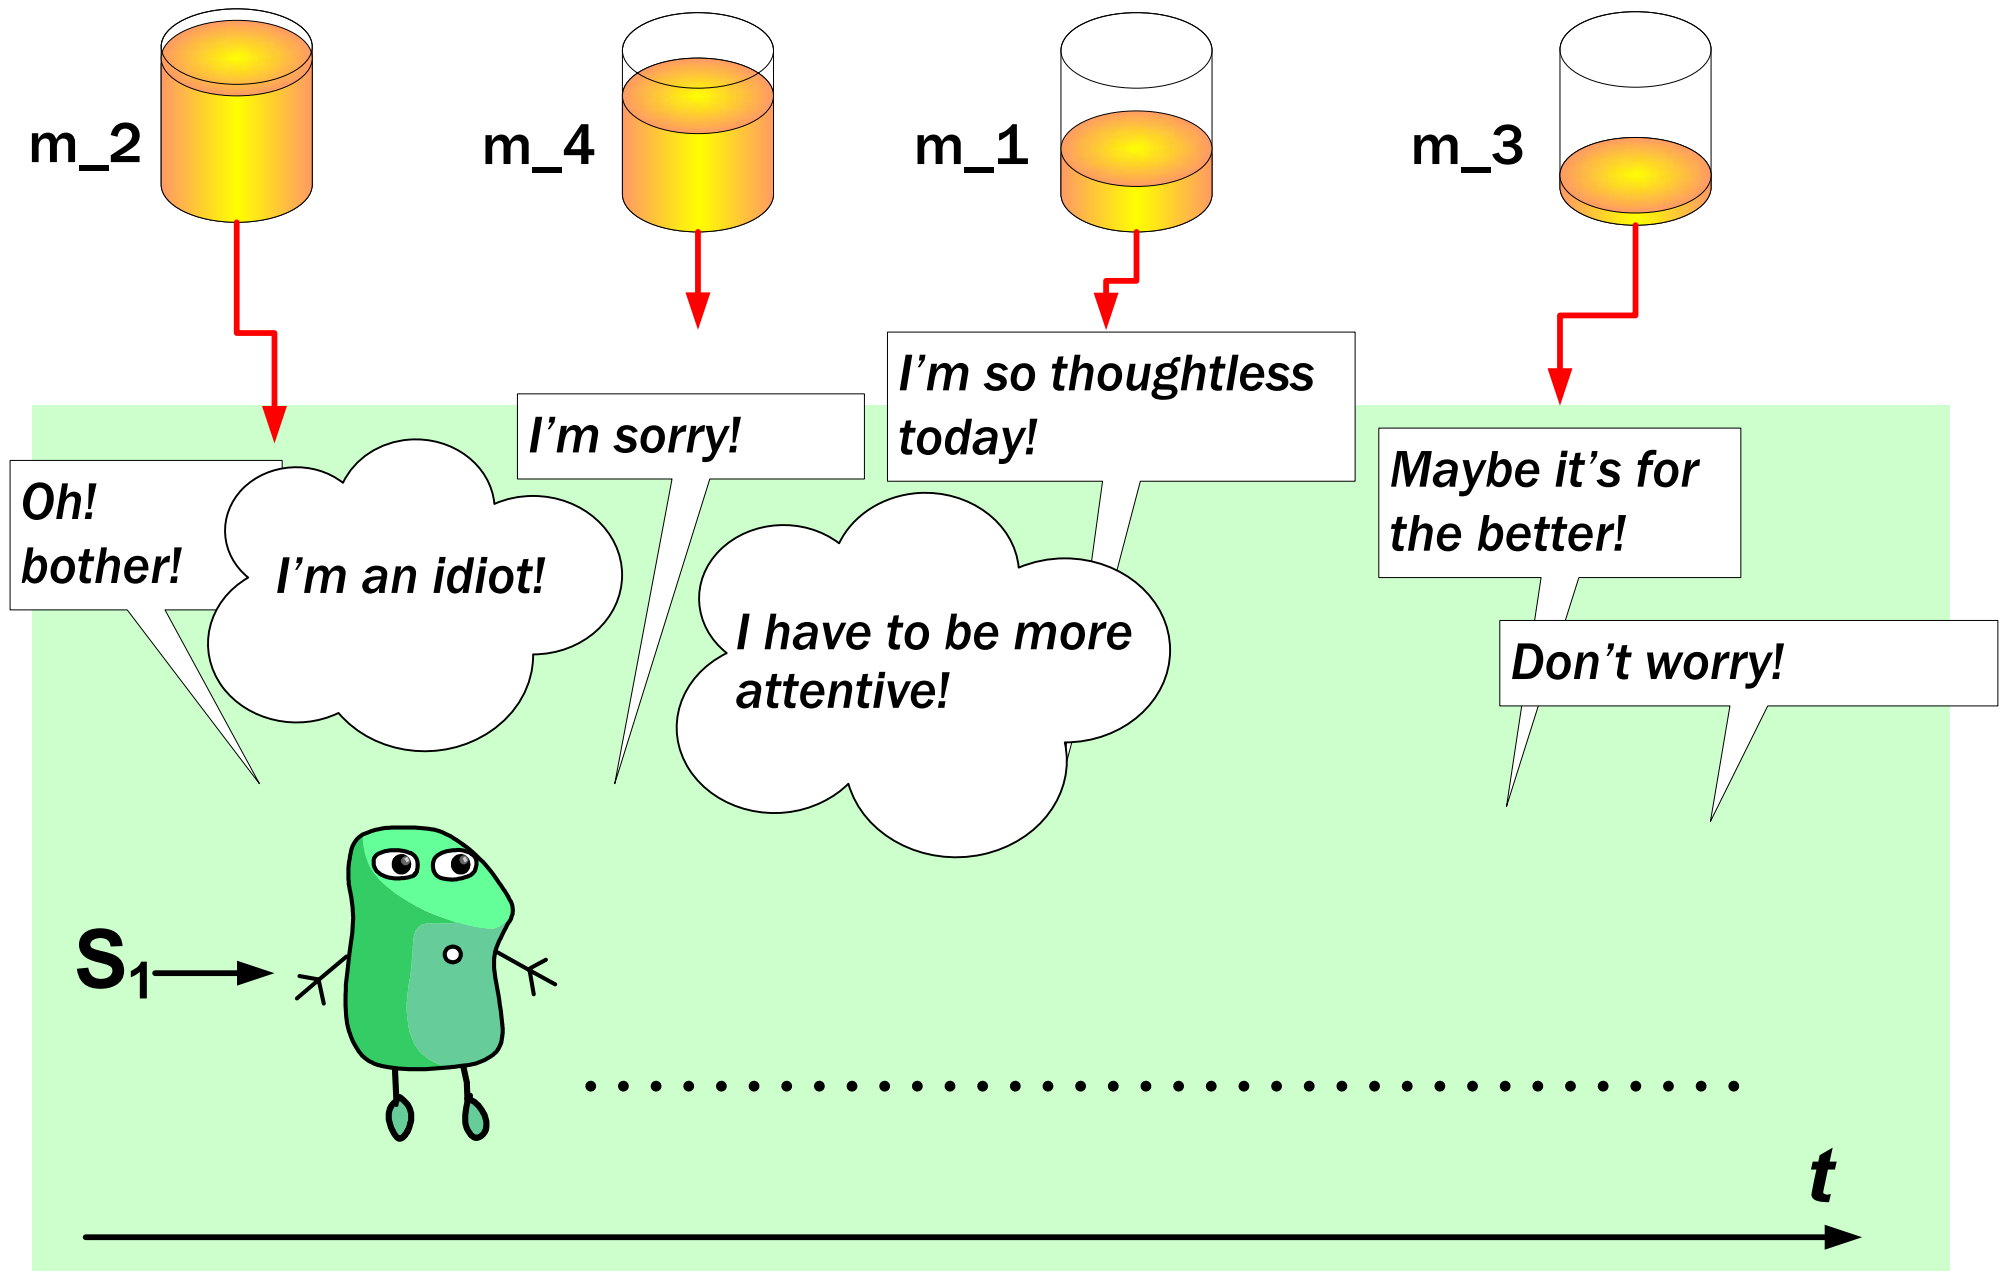 m_2
m_4
m_1
m_3
Oh!
bother!
I'm an idiot!
I'm sorry!
I'm so thoughtless
today!
I have to be more
attentive!
Maybe it's for
the better!
Don't worry!
S1
t